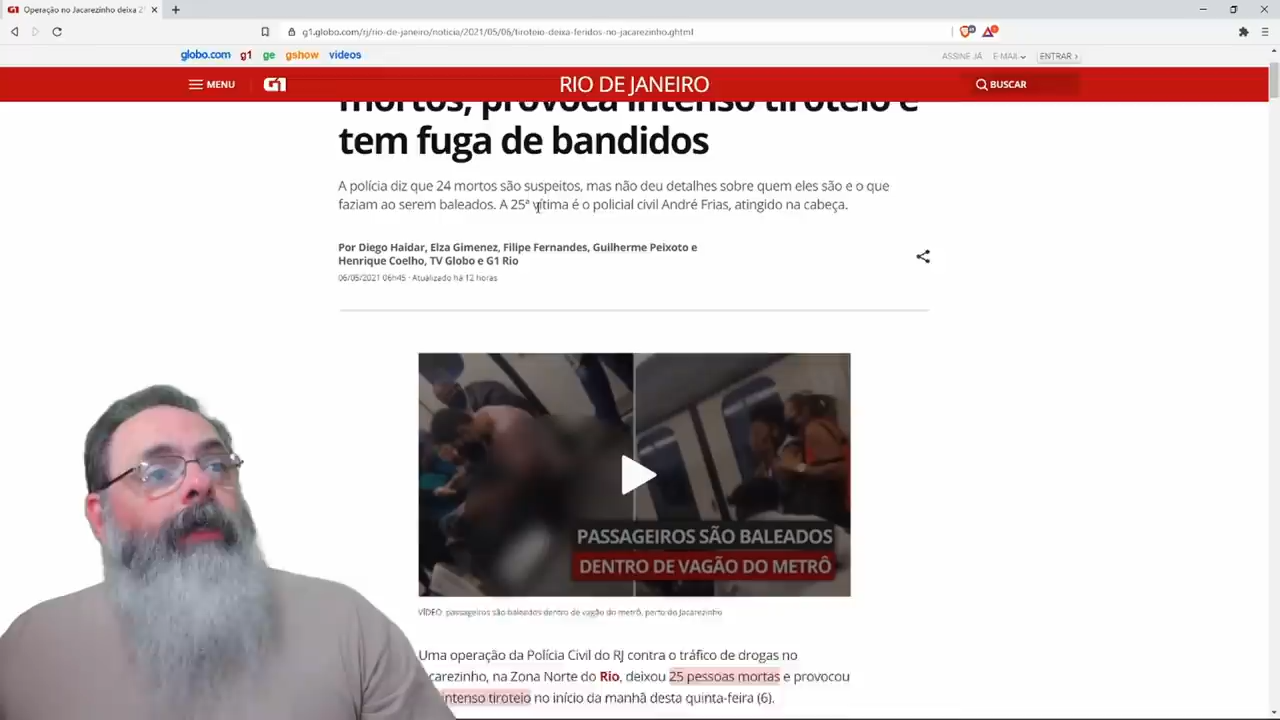 G1 Operação no Jacarezinho deixa 2
g1.globo.com/rj/rio-de-janeiro/noticia/2021/05/06/tiroteio-deixa-feridos-no-jacarezinho.ghtml
globo.com g1 ge gshow vídeos
ASSINE JÁ E-MAIL ENTRAR ›
MENU G1 RIO DE JANEIRO BUSCAR
mortos, provoca intenso tiroteio e
tem fuga de bandidos
A polícia diz que 24 mortos são suspeitos, mas não deu detalhes sobre quem eles são e o que
faziam ao serem baleados. A 25ª vítima é o policial civil André Frias, atingido na cabeça.
Por Diego Haidar, Elza Gimenez, Filipe Fernandes, Guilherme Peixoto e
Henrique Coelho, TV Globo e G1 Rio
06/05/2021 06h45 · Atualizado há 12 horas
PASSAGEIROS SÃO BALEADOS
DENTRO DE VAGÃO DO METRÔ
VÍDEO: passageiros são baleados dentro de vagão do metrô, perto do Jacarezinho
Uma operação da Polícia Civil do RJ contra o tráfico de drogas no
carezinho, na Zona Norte do Rio, deixou 25 pessoas mortas e provocou
intenso tiroteio no início da manhã desta quinta-feira (6).